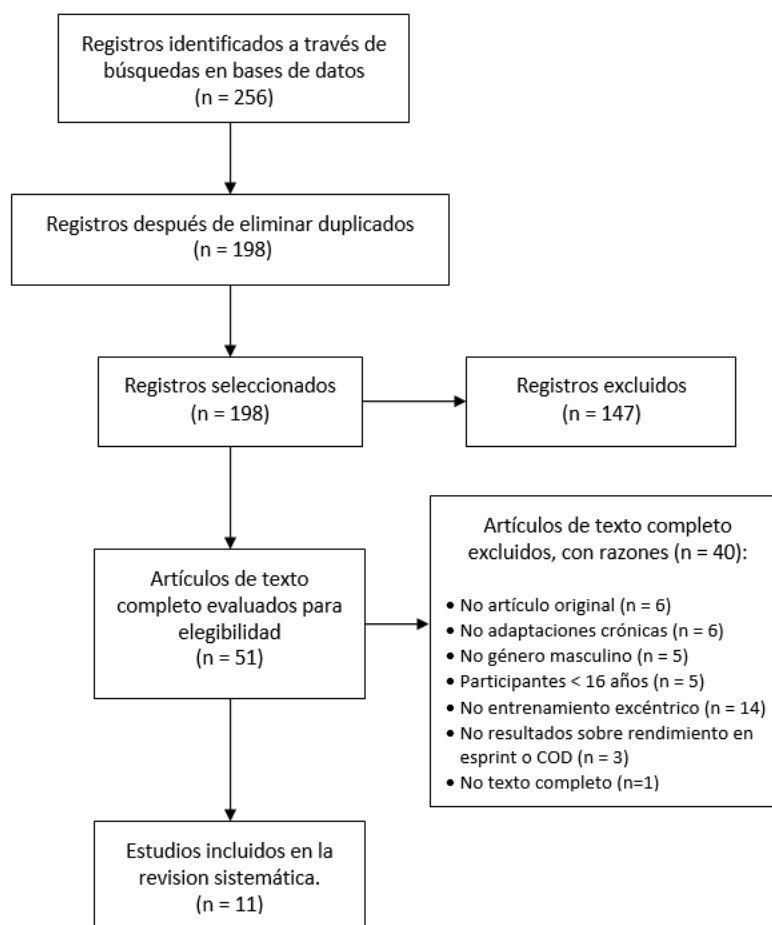 Registros identificados a través de
búsquedas en bases de datos
(n = 256)
Registros después de eliminar duplicados
(n = 198)
Registros seleccionados
(n = 198)
Registros excluidos
(n = 147)
Artículos de texto
completo evaluados para
elegibilidad
(n = 51)
Artículos de texto completo
excluidos, con razones (n = 40):
• No artículo original (n = 6)
• No adaptaciones crónicas (n = 6)
• No género masculino (n = 5)
• Participantes < 16 años (n = 5)
• No entrenamiento excéntrico (n = 14)
• No resultados sobre rendimiento en
esprint o COD (n = 3)
• No texto completo (n=1)
Estudios incluidos en la
revision sistemática.
(n = 11)